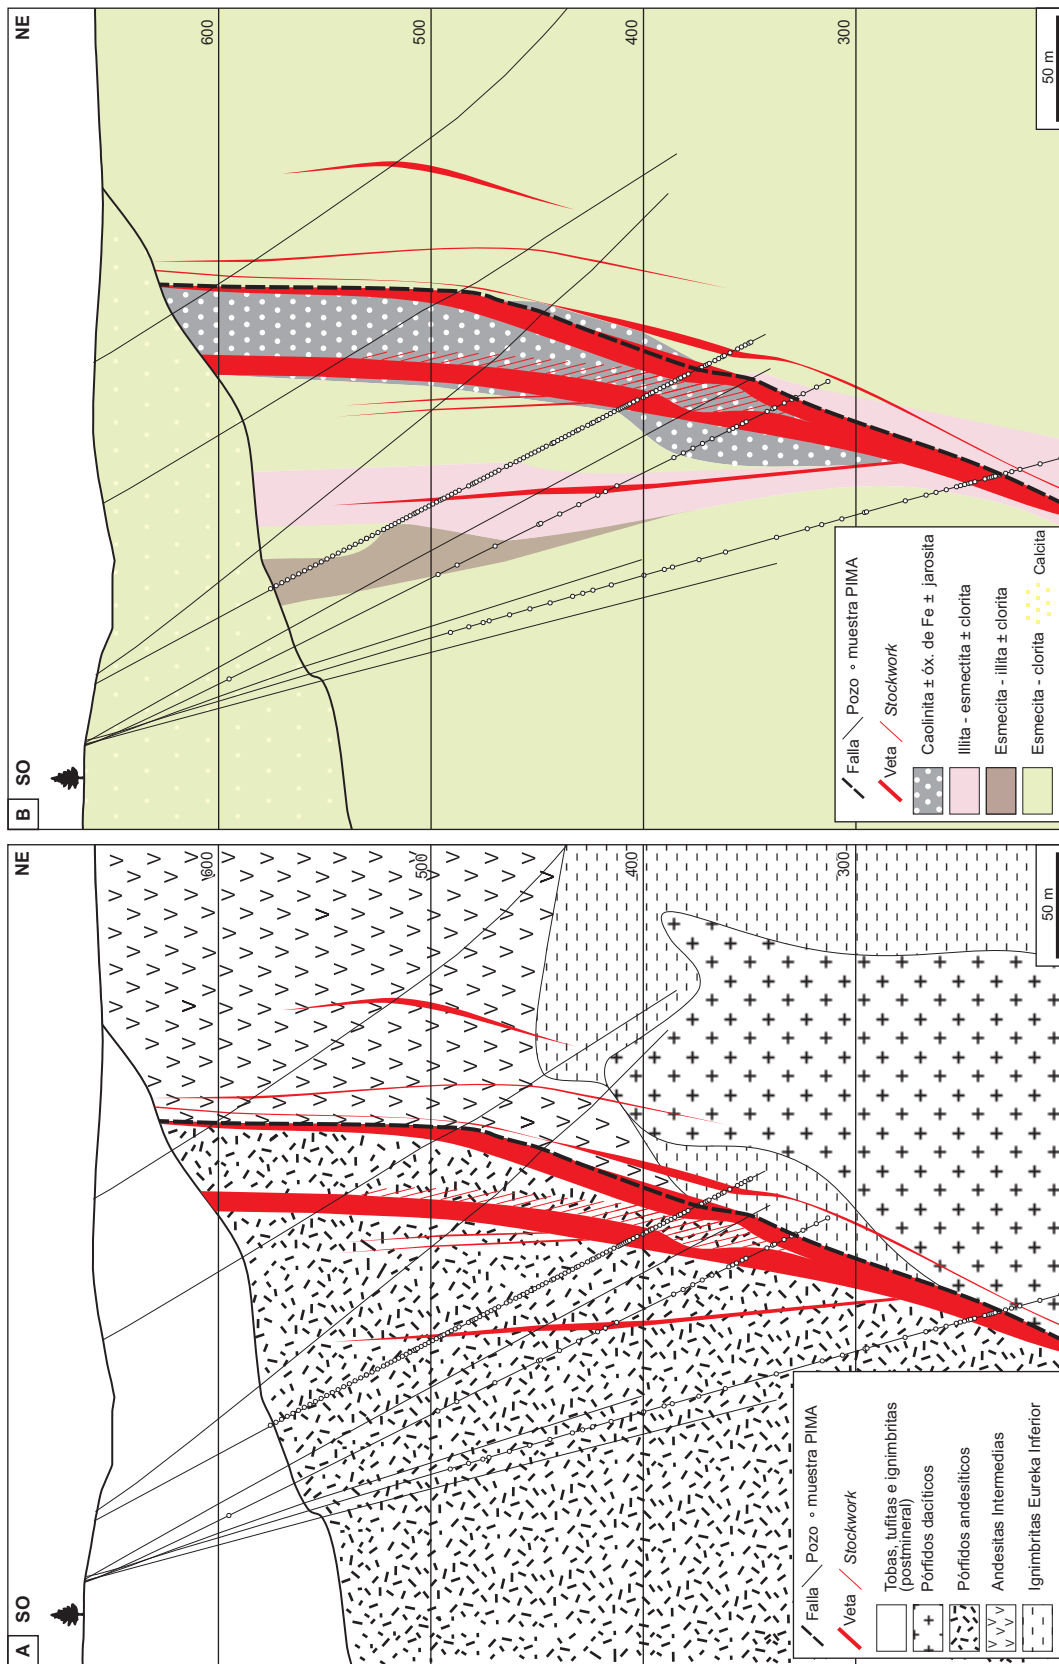 A
SO
NE
600
500
400
300
50 m
Falla
Pozo ∘ muestra PIMA
Veta
Stockwork
Tobas, tufitas e ignimbritas
(postmineral)
Pórfidos dacíticos
Pórfidos andesíticos
Andesitas Intermedias
Ignimbritas Eureka Inferior
B
SO
NE
600
500
400
300
50 m
Falla
Pozo ∘ muestra PIMA
Veta
Stockwork
Caolinita ± óx. de Fe ± jarosita
Illita - esmectita ± clorita
Esmecita - illita ± clorita
Esmecita - clorita
Calcita